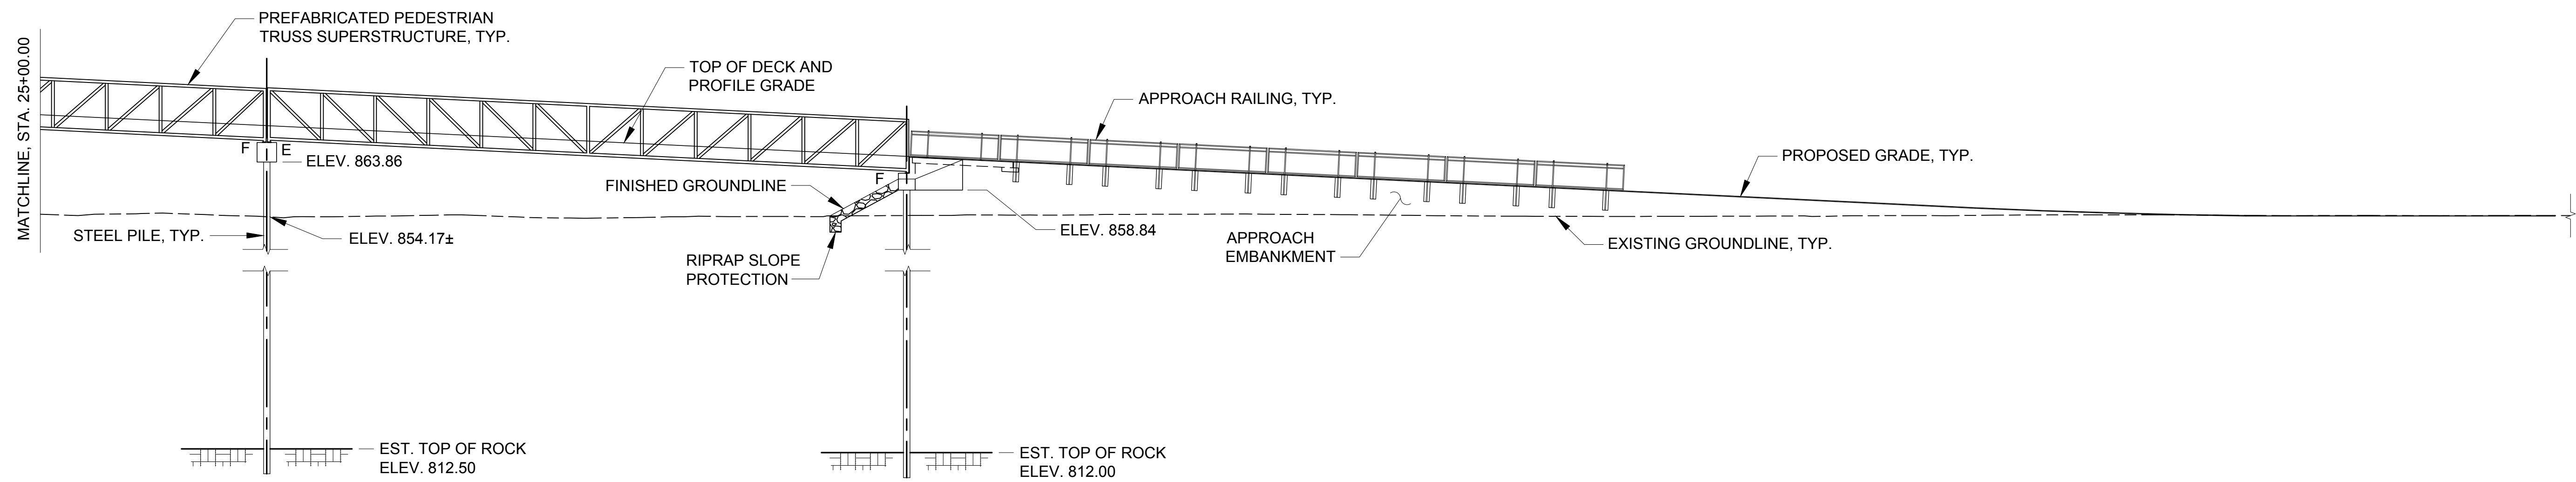 PREFABRICATED PEDESTRIAN
TRUSS SUPERSTRUCTURE, TYP.
MATCHLINE, STA. 25+00.00
TOP OF DECK AND
PROFILE GRADE
APPROACH RAILING, TYP.
F
E
ELEV. 863.86
PROPOSED GRADE, TYP.
FINISHED GROUNDLINE
F
STEEL PILE, TYP.
ELEV. 854.17±
ELEV. 858.84
APPROACH
EMBANKMENT
EXISTING GROUNDLINE, TYP.
RIPRAP SLOPE
PROTECTION
EST. TOP OF ROCK
ELEV. 812.50
EST. TOP OF ROCK
ELEV. 812.00